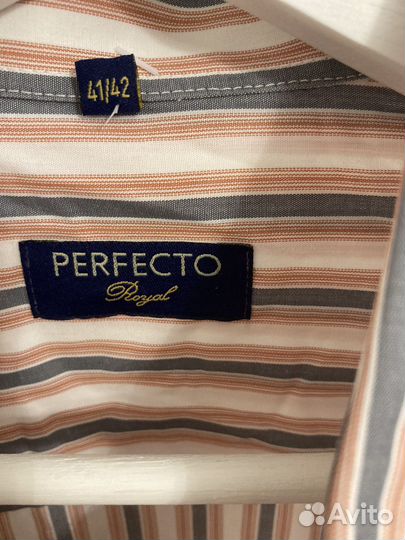 41/42
PERFECTO
Royal
Avito